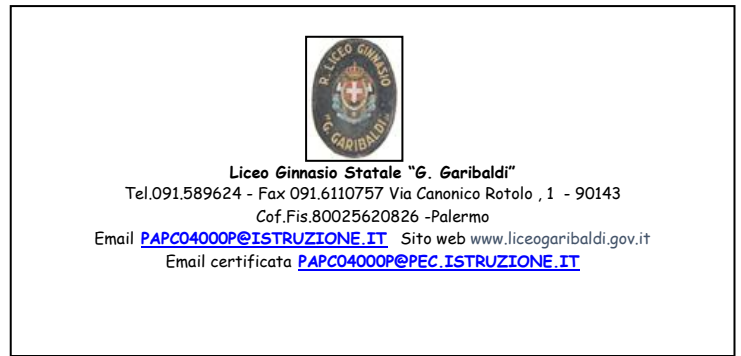 R. LICEO GINNASIO
"G. GARIBALDI"
Liceo Ginnasio Statale “G. Garibaldi”
Tel.091.589624 - Fax 091.6110757 Via Canonico Rotolo , 1 - 90143
Cof.Fis.80025620826 -Palermo
Email PAPC04000P@ISTRUZIONE.IT Sito web www.liceogaribaldi.gov.it
Email certificata PAPC04000P@PEC.ISTRUZIONE.IT